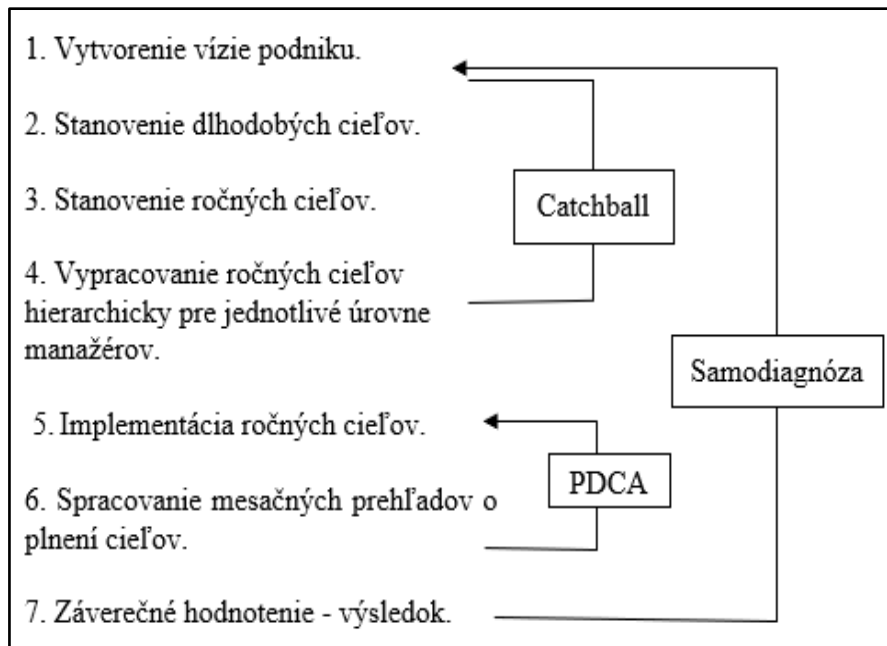 1. Vytvorenie vízie podniku.
2. Stanovenie dlhodobých cieľov.
3. Stanovenie ročných cieľov.
Catchball
4. Vypracovanie ročných cieľov
hierarchicky pre jednotlivé úrovne
manažérov.
Samodiagnóza
5. Implementácia ročných cieľov.
PDCA
6. Spracovanie mesačných prehľadov o
plnení cieľov.
7. Záverečné hodnotenie - výsledok.